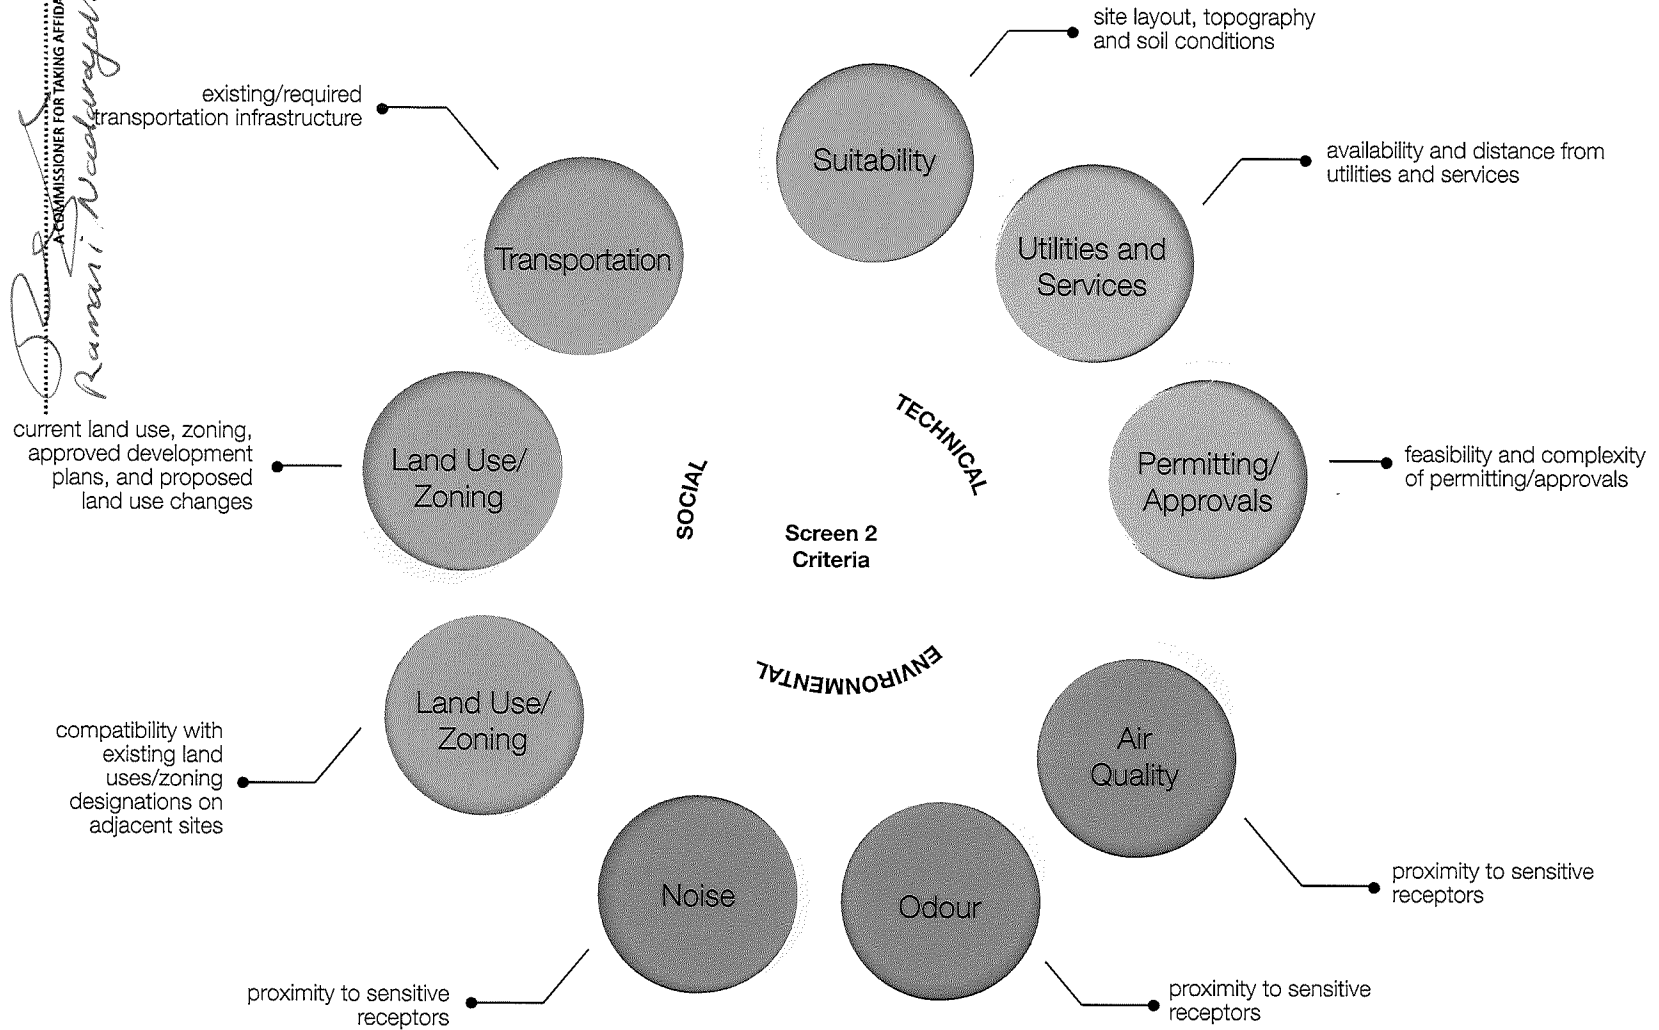 A COMMISSIONER FOR TAKING AFFIDA
Ramani
site layout, topography
and soil conditions
existing/required
transportation infrastructure
Suitability
availability and distance from
utilities and services
Transportation
Utilities and
Services
TECHNICAL
current land use, zoning,
approved development
plans, and proposed
land use changes
Land Use/
Zoning
SOCIAL
Permitting/
Approvals
feasibility and complexity
of permitting/approvals
Screen 2
Criteria
ENVIRONMENTAL
Land Use/
Zoning
compatibility with
existing land
uses/zoning
designations on
adjacent sites
Air
Quality
proximity to sensitive
receptors
Noise
Odour
proximity to sensitive
receptors
proximity to sensitive
receptors